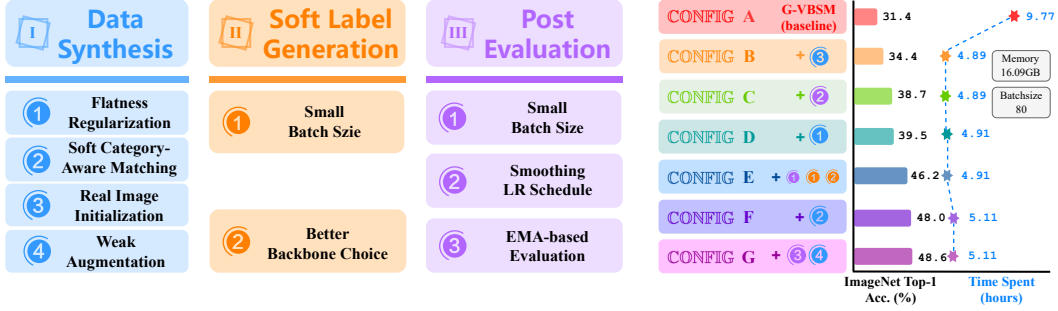 I
Data
Synthesis
1
Flatness
Regularization
2
Soft Category-
Aware Matching
3
Real Image
Initialization
4
Weak
Augmentation
II
Soft Label
Generation
1
Small
Batch Szie
2
Better
Backbone Choice
III
Post
Evaluation
1
Small
Batch Size
2
Smoothing
LR Schedule
3
EMA-based
Evaluation
CONFIG A G-VBSM
(baseline)
31.4 9.77
CONFIG B + 3
34.4 4.89
Memory
16.09GB
CONFIG C + 2
38.7 4.89
Batchsize
80
CONFIG D + 1
39.5 4.91
CONFIG E + 1 1 2
46.2 4.91
CONFIG F + 2
48.0 5.11
CONFIG G + 3 4
48.6 5.11
ImageNet Top-1
Acc. (%)
Time Spent
(hours)